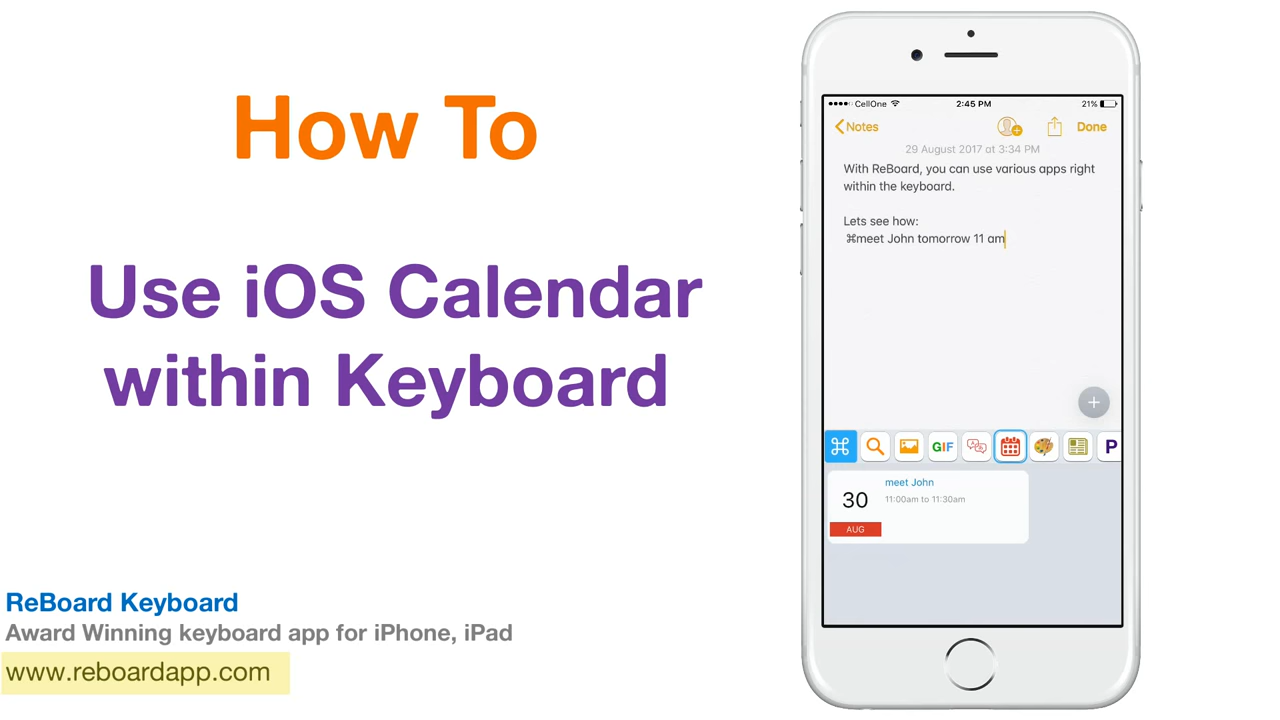 How To
Use iOS Calendar
within Keyboard
ReBoard Keyboard
Award Winning keyboard app for iPhone, iPad
www.reboardapp.com
CellOne 2:45 PM 21%
Notes Done
29 August 2017 at 3:34 PM
With ReBoard, you can use various apps right
within the keyboard.
Lets see how:
⌘meet John tomorrow 11 am
⌘ GIF P
meet John
30 11:00am to 11:30am
AUG